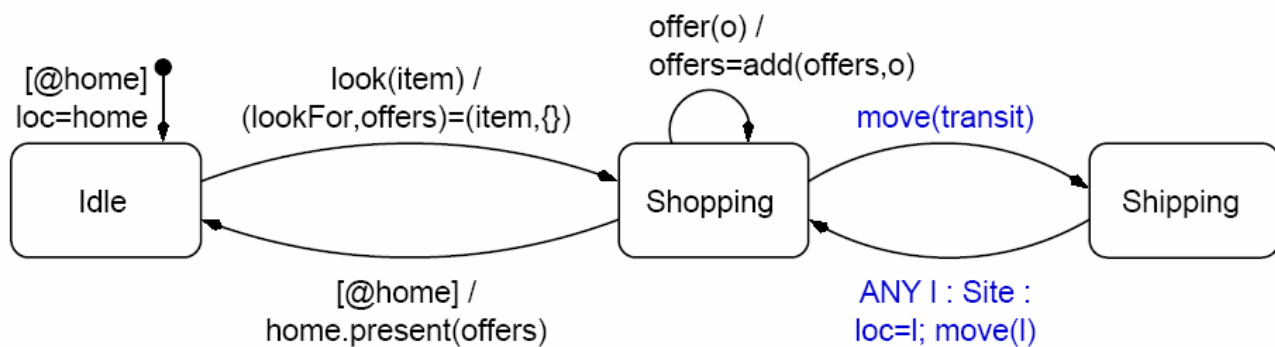 offer(o) /
offers=add(offers,o)
[@home]
loc=home
look(item) /
(lookFor,offers)=(item,{})
move(transit)
Idle
Shopping
Shipping
[@home] /
home.present(offers)
ANY l : Site :
loc=l; move(l)